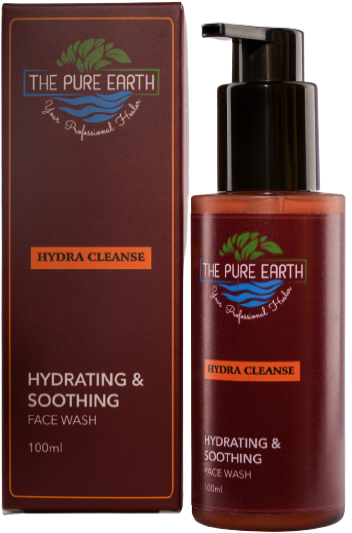 THE PURE EARTH
Your Professional Healer
HYDRA CLEANSE
HYDRATING &
SOOTHING
FACE WASH
100ml
THE PURE EARTH
Your Professional Healer
HYDRA CLEANSE
HYDRATING &
SOOTHING
FACE WASH
100ml